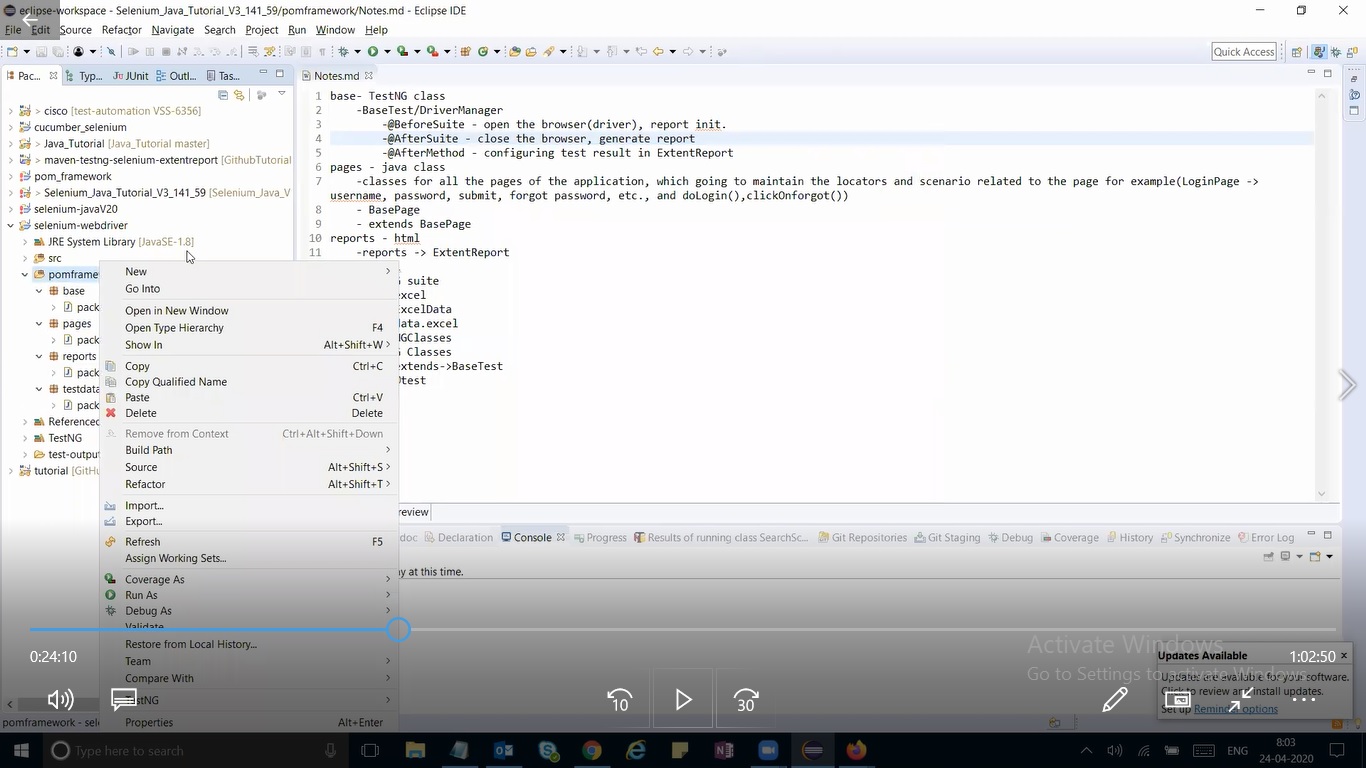 eclipse-workspace - Selenium_Java_Tutorial_V3_141_59/pomframework/Notes.md - Eclipse IDE
File Edit Source Refactor Navigate Search Project Run Window Help
Quick Access
Pac... Typ... JUnit Outl... Tas...
Notes.md
> cisco [test-automation VSS-6356]
cucumber_selenium
> Java_Tutorial [Java_Tutorial master]
> maven-testng-selenium-extentreport [GithubTutorial
pom_framework
> Selenium_Java_Tutorial_V3_141_59 [Selenium_Java_V
selenium-javaV20
selenium-webdriver
JRE System Library [JavaSE-1.8]
src
pomframew
base
pack
pages
pack
reports
pack
testdata
pack
Referenced
TestNG
test-output
tutorial [GitHu
1 base- TestNG class
2 -BaseTest/DriverManager
3 -@BeforeSuite - open the browser(driver), report init.
4 -@AfterSuite - close the browser, generate report
5 -@AfterMethod - configuring test result in ExtentReport
6 pages - java class
7 -classes for all the pages of the application, which going to maintain the locators and scenario related to the page for example(LoginPage ->
username, password, submit, forgot password, etc., and doLogin(),clickOnforgot())
8 - BasePage
9 - extends BasePage
10 reports - html
11 -reports -> ExtentReport
suite
excel
xcelData
data.excel
NGClasses
Classes
extends->BaseTest
@test
New
Go Into
Open in New Window
Open Type Hierarchy F4
Show In Alt+Shift+W
Copy Ctrl+C
Copy Qualified Name
Paste Ctrl+V
Delete Delete
Remove from Context Ctrl+Alt+Shift+Down
Build Path
Source Alt+Shift+S
Refactor Alt+Shift+T
Import...
Export...
Refresh F5
Assign Working Sets...
Coverage As
Run As
Debug As
Validate
Restore from Local History...
Team
Compare With
TestNG
Properties Alt+Enter
review
doc Declaration Console Progress Results of running class SearchSc... Git Repositories Git Staging Debug Coverage History Synchronize Error Log
ay at this time.
0:24:10
1:02:50
10
30
Activate Windows
Go to Settings to activate Windows.
Updates Available
Updates are available for your software.
Click to review and install updates.
Set up Reminder options
pomframework - sele
Type here to search
ENG
8:03
24-04-2020